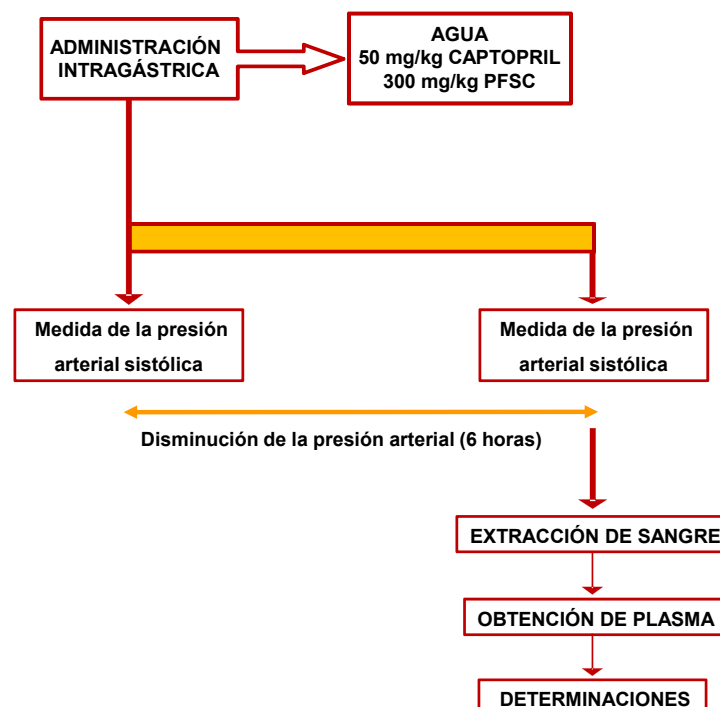 ADMINISTRACIÓN
INTRAGÁSTRICA
AGUA
50 mg/kg CAPTOPRIL
300 mg/kg PFSC
Medida de la presión
arterial sistólica
Medida de la presión
arterial sistólica
Disminución de la presión arterial (6 horas)
EXTRACCIÓN DE SANGRE
OBTENCIÓN DE PLASMA
DETERMINACIONES